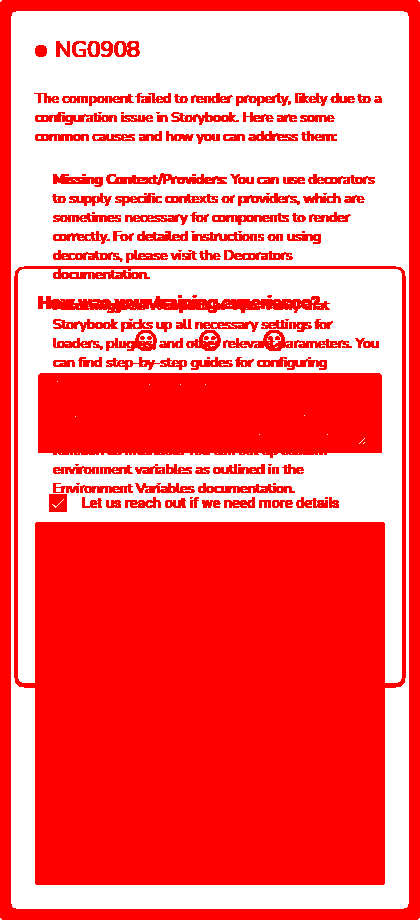 NG0908
The component failed to render properly, likely due to a
configuration issue in Storybook. Here are some
common causes and how you can address them:
Missing Context/Providers: You can use decorators
to supply specific contexts or providers, which are
sometimes necessary for components to render
correctly. For detailed instructions on using
decorators, please visit the Decorators
documentation.
How was your training experience?
Storybook picks up all necessary settings for
loaders, plugins, and other relevant parameters. You
can find step-by-step guides for configuring
environment variables as outlined in the
Environment Variables documentation.
Let us reach out if we need more details